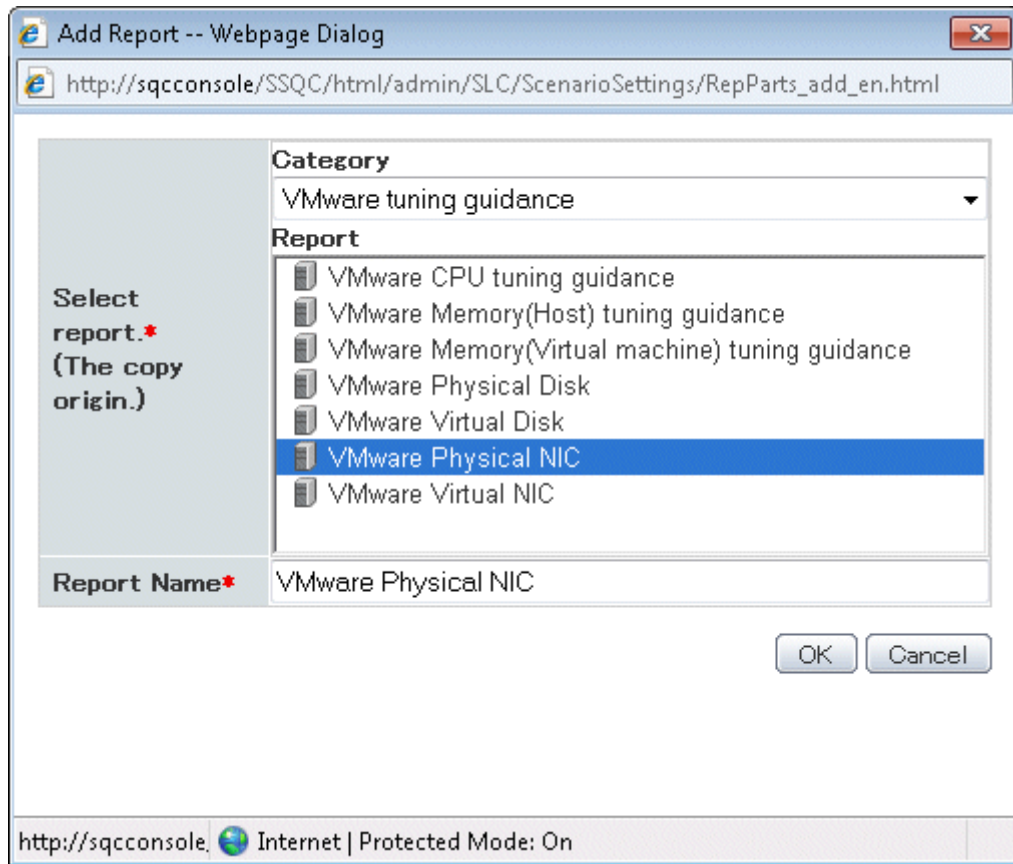 Add Report -- Webpage Dialog
http://sqcconsole/SSQC/html/admin/SLC/ScenarioSettings/RepParts_add_en.html
Select
report.*
(The copy
origin.)
Category
VMware tuning guidance
Report
VMware CPU tuning guidance
VMware Memory(Host) tuning guidance
VMware Memory(Virtual machine) tuning guidance
VMware Physical Disk
VMware Virtual Disk
VMware Physical NIC
VMware Virtual NIC
Report Name* VMware Physical NIC
OK Cancel
http://sqcconsole, Internet | Protected Mode: On